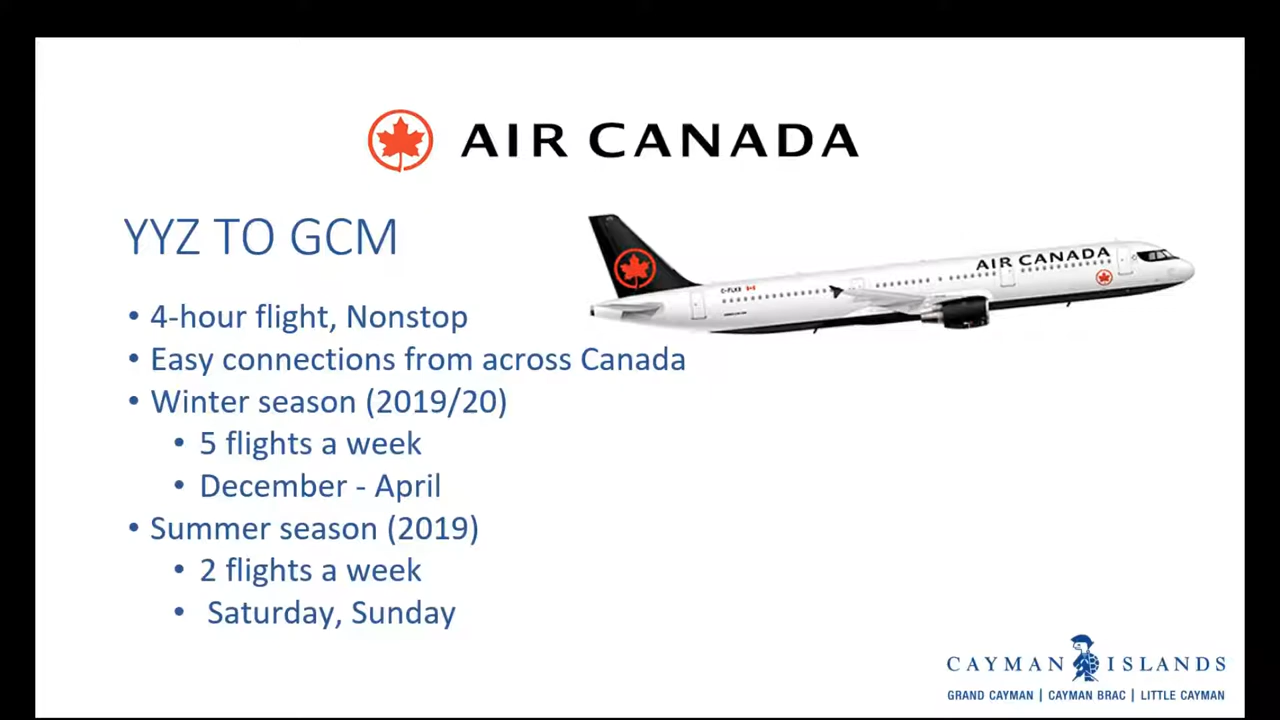 AIR CANADA
YYZ TO GCM
AIR CANADA
• 4-hour flight, Nonstop
• Easy connections from across Canada
• Winter season (2019/20)
• 5 flights a week
• December - April
• Summer season (2019)
• 2 flights a week
• Saturday, Sunday
CAYMAN ISLANDS
GRAND CAYMAN | CAYMAN BRAC | LITTLE CAYMAN